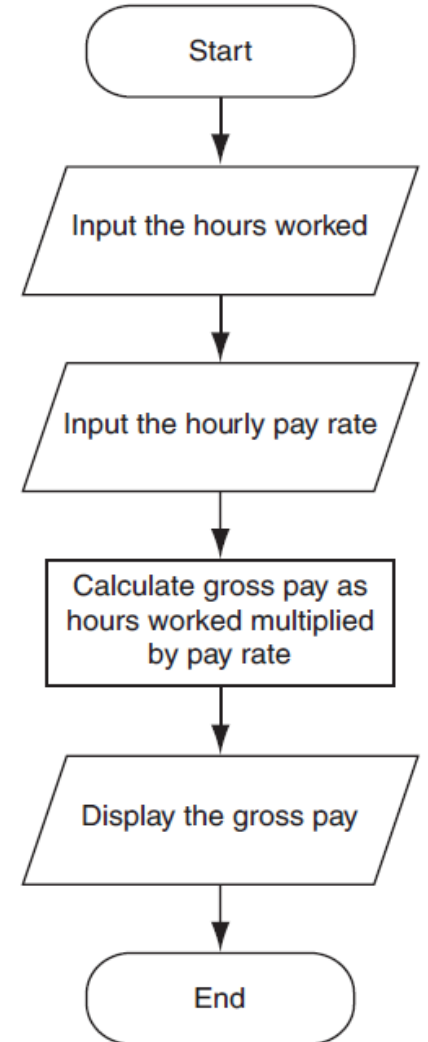 Start
Input the hours worked
Input the hourly pay rate
Calculate gross pay as
hours worked multiplied
by pay rate
Display the gross pay
End